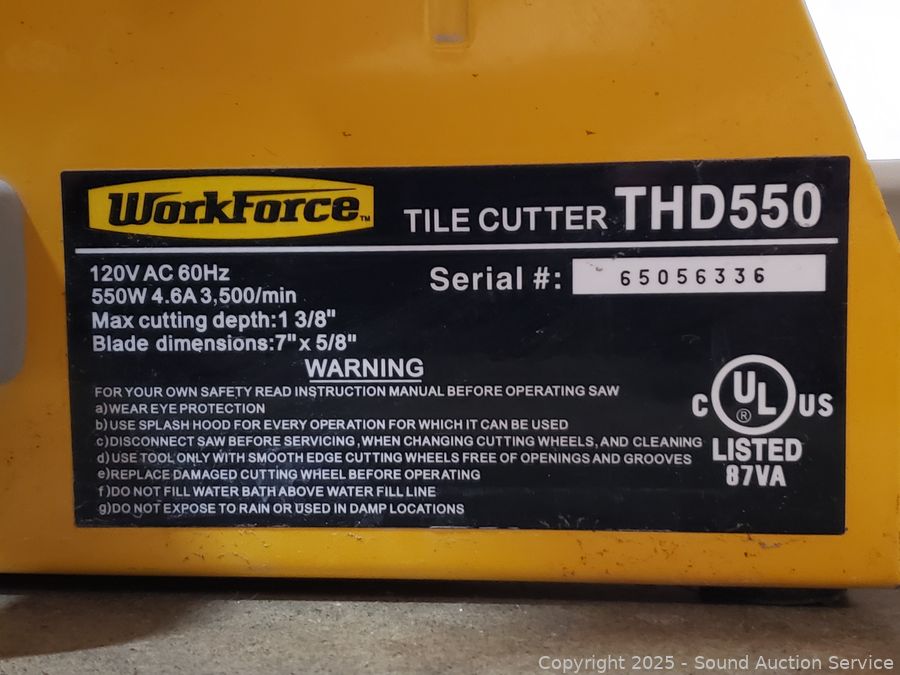 WORKFORCE™
TILE CUTTER THD550
120V AC 60Hz
Serial #: 65056336
550W 4.6A 3,500/min
Max cutting depth:1 3/8"
Blade dimensions:7" x 5/8"
WARNING
FOR YOUR OWN SAFETY READ INSTRUCTION MANUAL BEFORE OPERATING SAW
a)WEAR EYE PROTECTION
b)USE SPLASH HOOD FOR EVERY OPERATION FOR WHICH IT CAN BE USED
c)DISCONNECT SAW BEFORE SERVICING,WHEN CHANGING CUTTING WHEELS,AND CLEANING
d)USE TOOL ONLY WITH SMOOTH EDGE CUTTING WHEELS FREE OF OPENINGS AND GROOVES
e)REPLACE DAMAGED CUTTING WHEEL BEFORE OPERATING
f)DO NOT FILL WATER BATH ABOVE WATER FILL LINE
g)DO NOT EXPOSE TO RAIN OR USED IN DAMP LOCATIONS
C UL® US
LISTED
87VA
Copyright © 2025 - Sound Auction Service